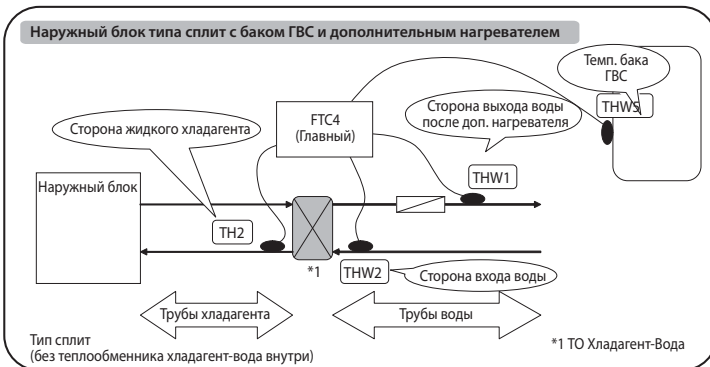 Наружный блок типа сплит с баком ГВС и дополнительным нагревателем
Темп. бака
ГВС
THW5
Сторона выхода воды
после доп. нагревателя
FTC4
(Главный)
Сторона жидкого хладагента
THW1
Наружный блок
TH2
*1
THW2
Сторона входа воды
Трубы хладагента
Трубы воды
Тип сплит
(без теплообменника хладагент-вода внутри)
*1 ТО Хладагент-Вода